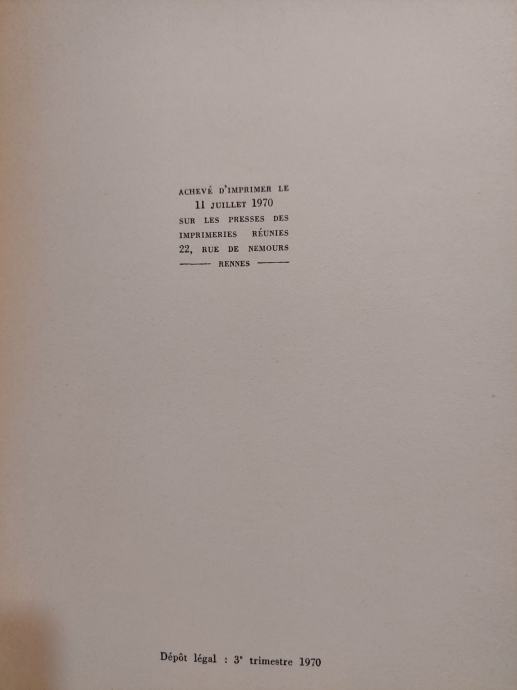 ACHEVÉ D'IMPRIMER LE
11 JUILLET 1970
SUR LES PRESSES DES
IMPRIMERIES RÉUNIES
22, RUE DE NEMOURS
RENNES
Dépôt légal : 3e trimestre 1970